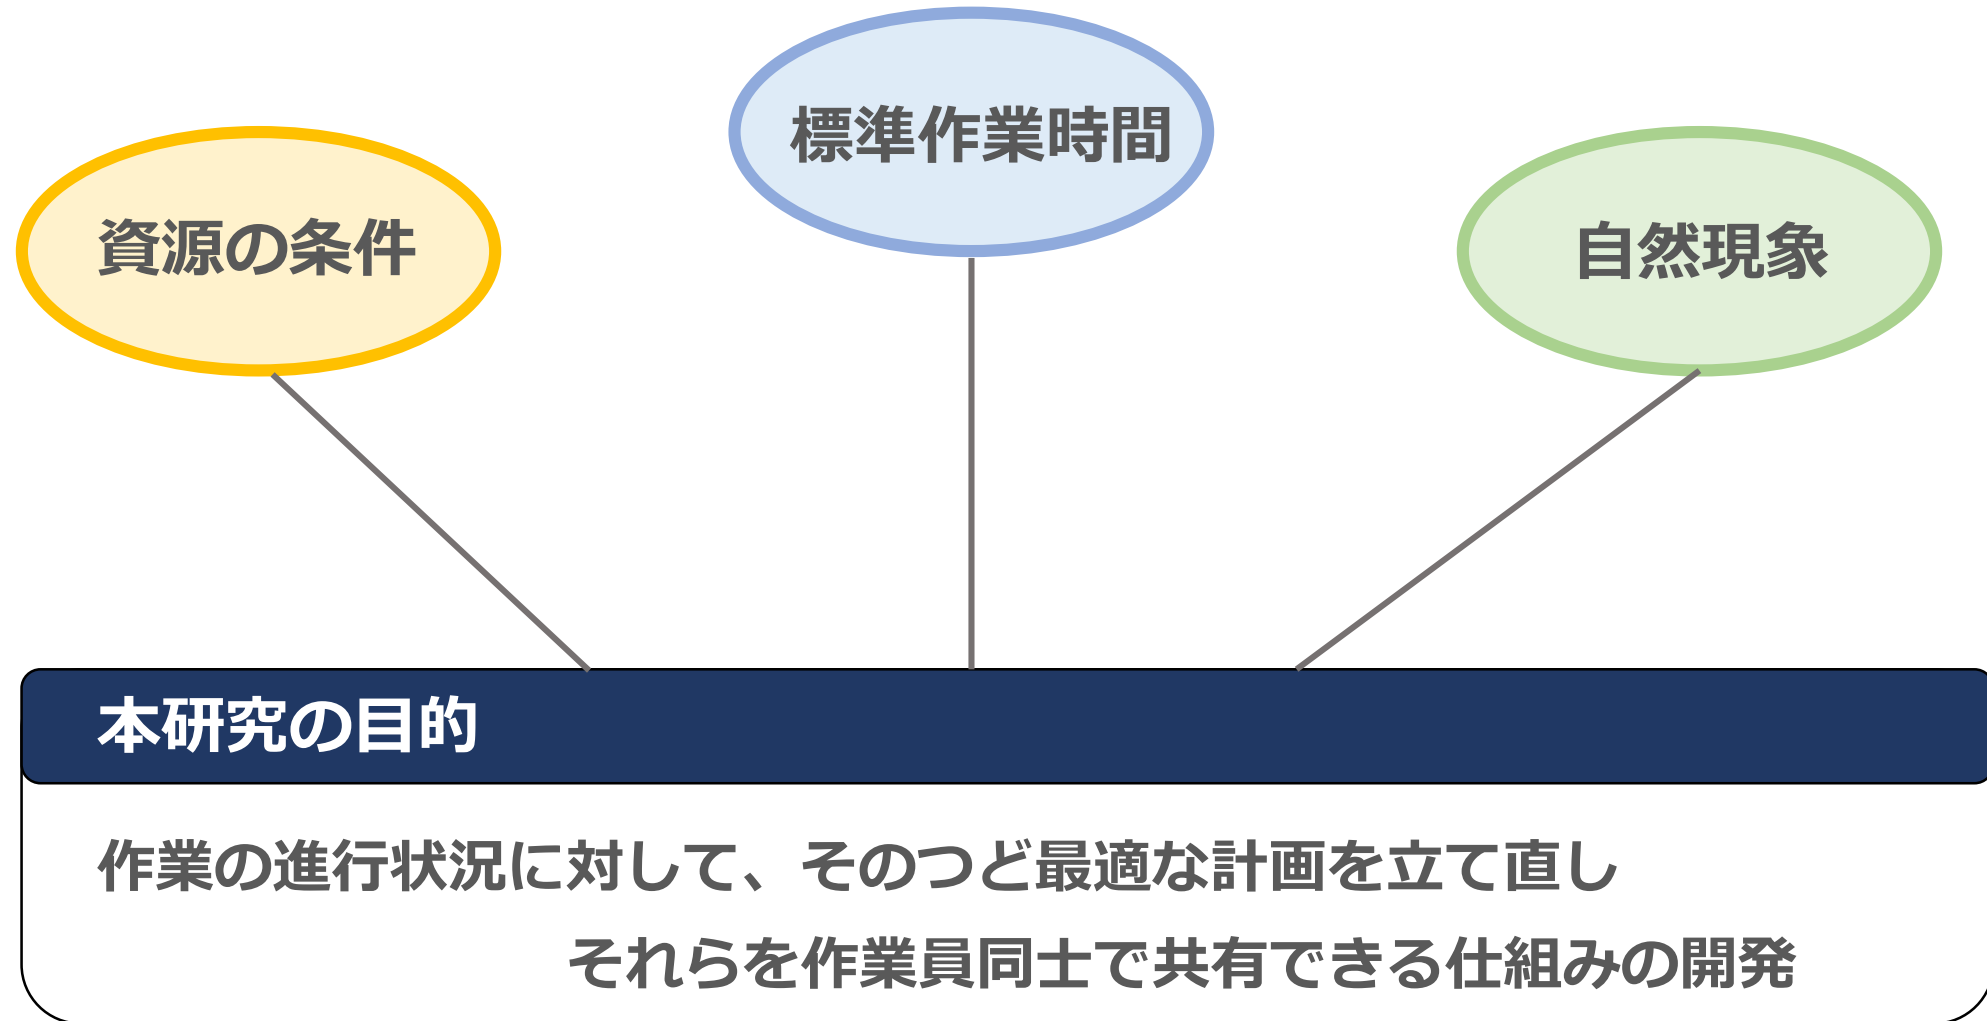 標準作業時間
資源の条件
自然現象
本研究の目的
作業の進行状況に対して、そのつど最適な計画を立て直し
それらを作業員同士で共有できる仕組みの開発